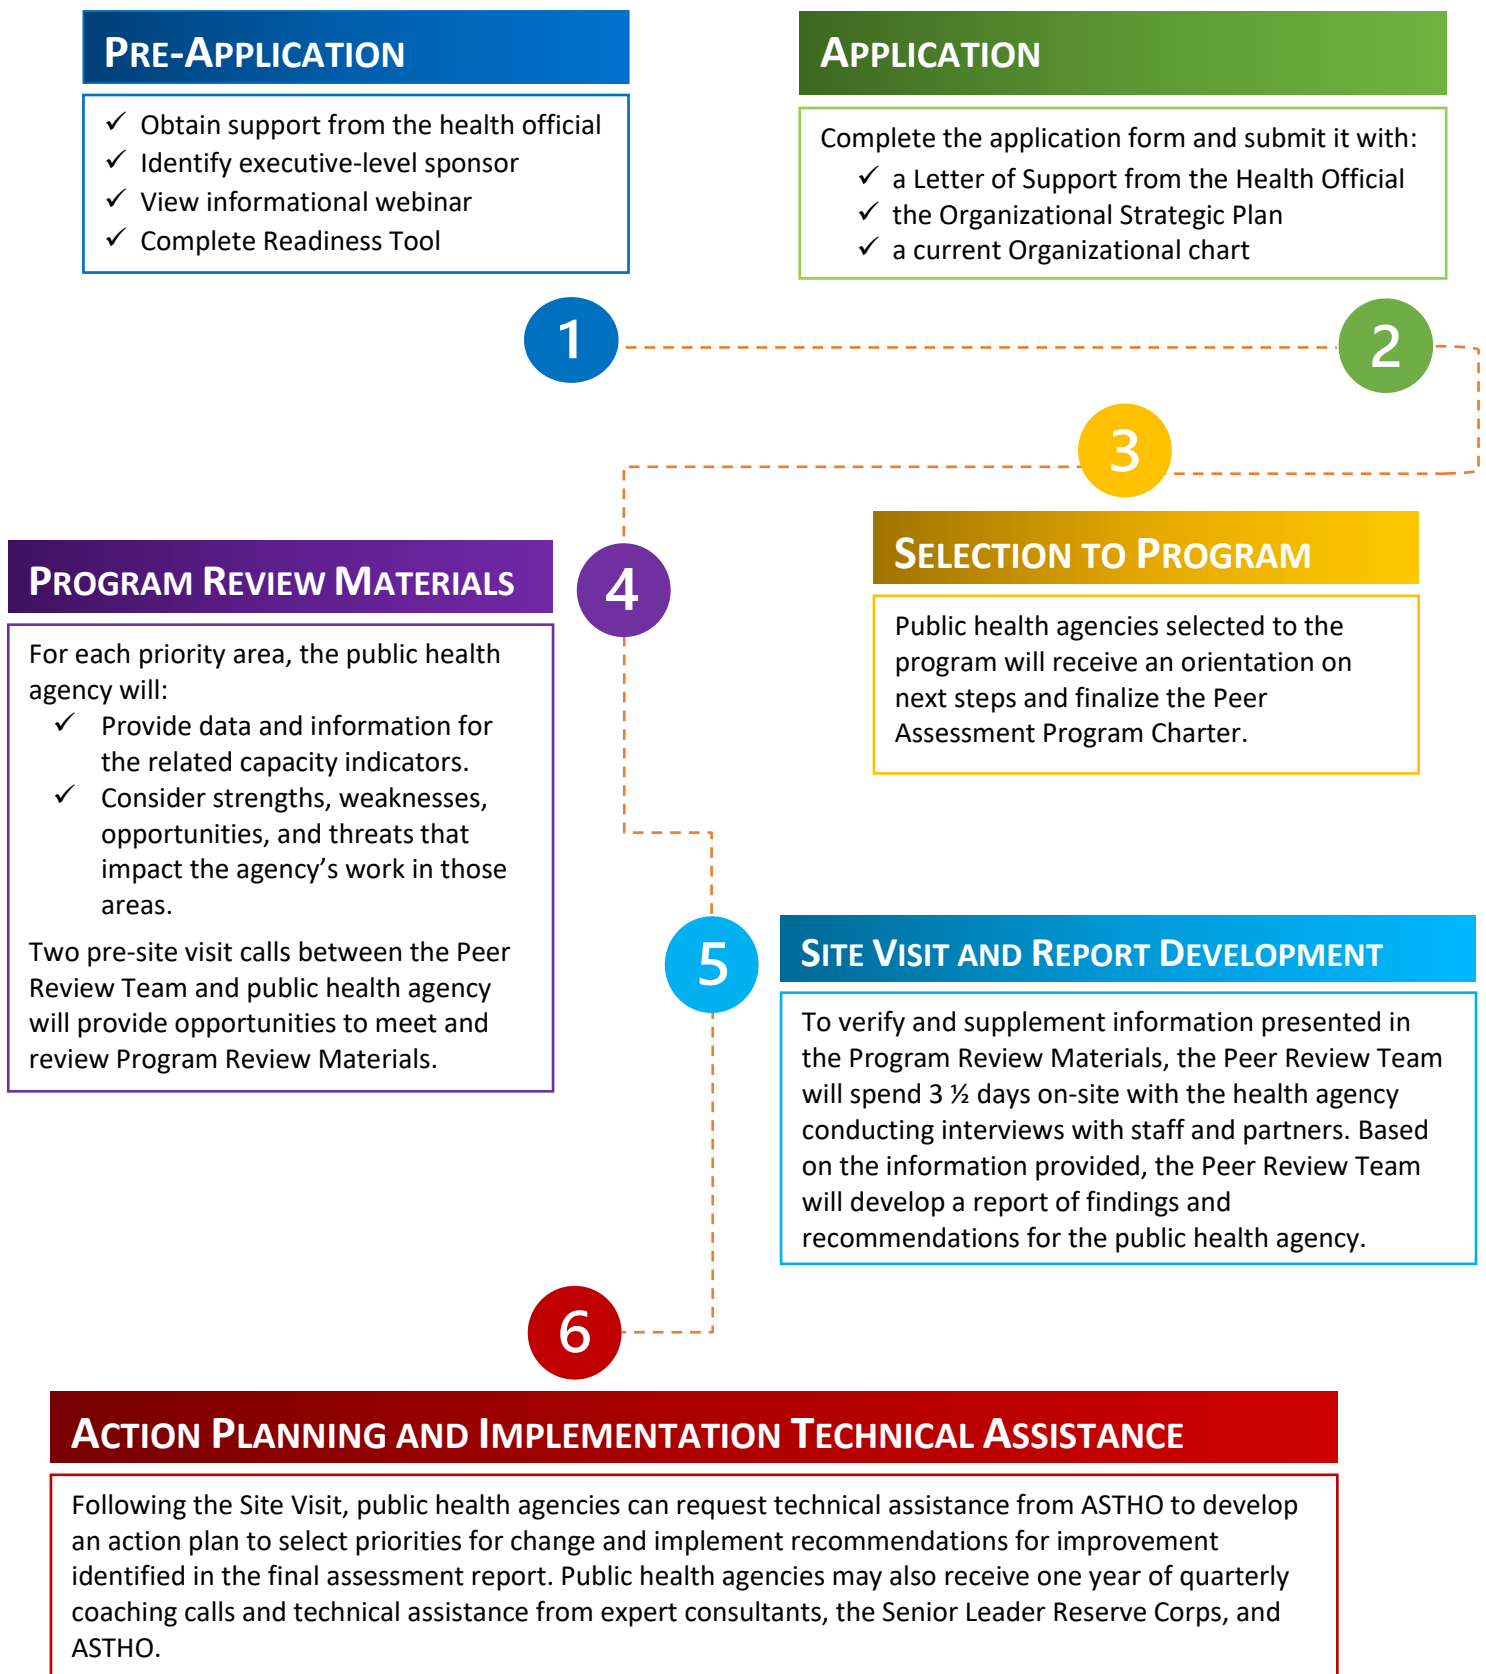 PRE-APPLICATION
✓ Obtain support from the health official
✓ Identify executive-level sponsor
✓ View informational webinar
✓ Complete Readiness Tool
1
APPLICATION
Complete the application form and submit it with:
✓ a Letter of Support from the Health Official
✓ the Organizational Strategic Plan
✓ a current Organizational chart
2
3
SELECTION TO PROGRAM
Public health agencies selected to the
program will receive an orientation on
next steps and finalize the Peer
Assessment Program Charter.
4
PROGRAM REVIEW MATERIALS
For each priority area, the public health
agency will:
✓ Provide data and information for
the related capacity indicators.
✓ Consider strengths, weaknesses,
opportunities, and threats that
impact the agency’s work in those
areas.
Two pre-site visit calls between the Peer
Review Team and public health agency
will provide opportunities to meet and
review Program Review Materials.
5
SITE VISIT AND REPORT DEVELOPMENT
To verify and supplement information presented in
the Program Review Materials, the Peer Review Team
will spend 3 ½ days on-site with the health agency
conducting interviews with staff and partners. Based
on the information provided, the Peer Review Team
will develop a report of findings and
recommendations for the public health agency.
6
ACTION PLANNING AND IMPLEMENTATION TECHNICAL ASSISTANCE
Following the Site Visit, public health agencies can request technical assistance from ASTHO to develop
an action plan to select priorities for change and implement recommendations for improvement
identified in the final assessment report. Public health agencies may also receive one year of quarterly
coaching calls and technical assistance from expert consultants, the Senior Leader Reserve Corps, and
ASTHO.